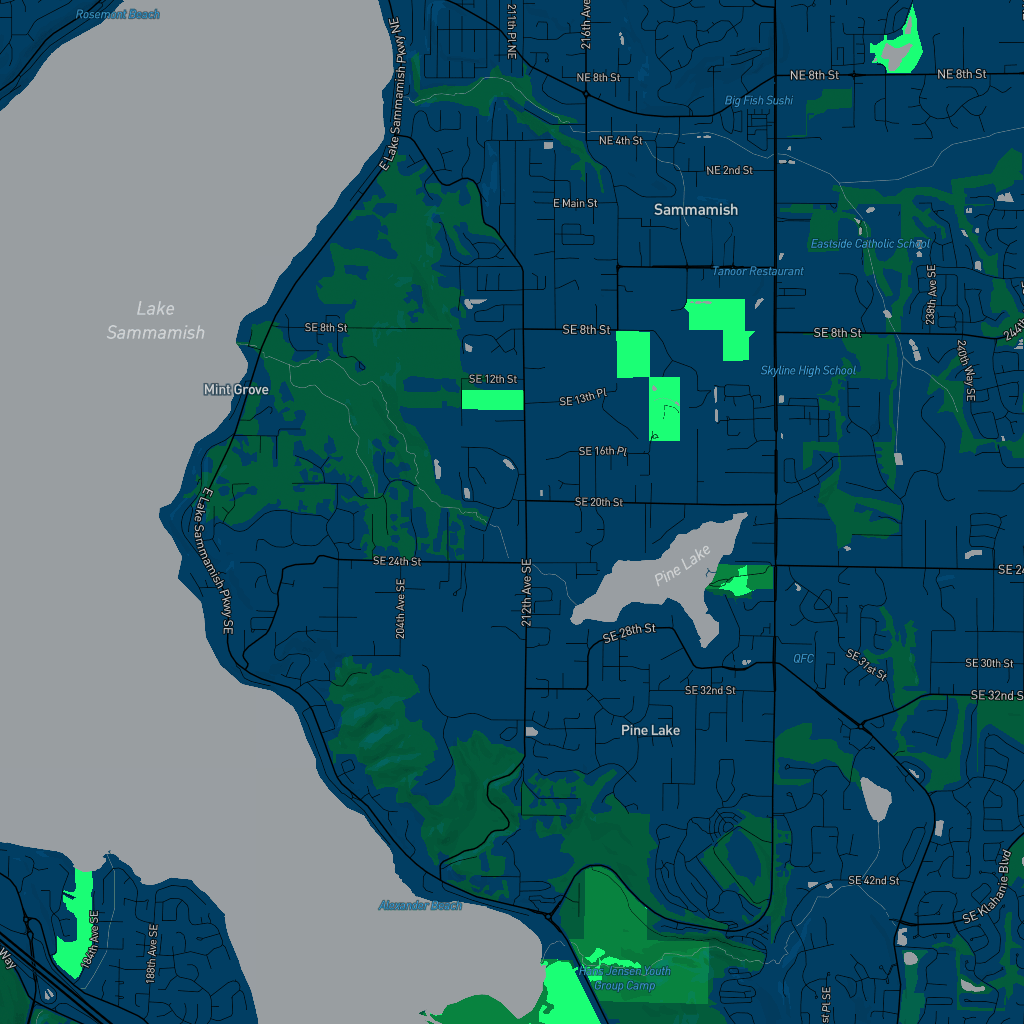 Rosemont Beach
E Lake Sammamish Pkwy NE
211th Pl NE
216th Ave
NE 8th St
NE 8th St
NE 8th St
Big Fish Sushi
NE 4th St
NE 2nd St
E Main St
Sammamish
Eastside Catholic School
Tanoor Restaurant
238th Ave SE
Lake
Sammamish
SE 8th St
SE 8th St
SE 8th St
244th
240th Way SE
Skyline High School
Mint Grove
SE 12th St
SE 13th Pl
SE 16th Pl
E Lake Sammamish Pkwy SE
SE 20th St
SE 24th St
Pine Lake
SE 24
204th Ave SE
212th Ave SE
SE 28th St
QFC
SE 31st St
SE 30th St
SE 32nd St
SE 32nd S
Pine Lake
SE 42nd St
SE Klahanie Blvd
Alexander Beach
184th Ave SE
188th Ave SE
Way
Hans Jensen Youth
Group Camp
st Pl SE